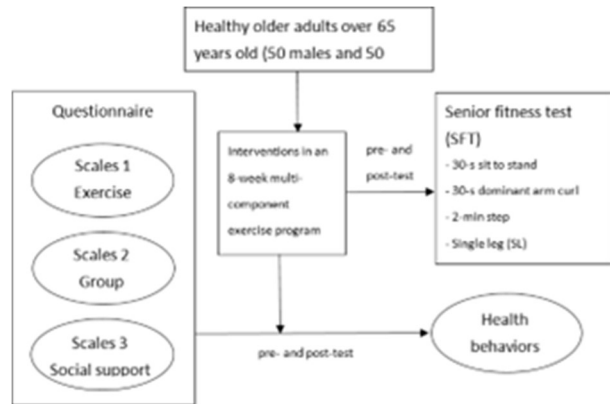 Healthy older adults over 65
years old (50 males and 50
Questionnaire
Scales 1
Exercise
Scales 2
Group
Scales 3
Social support
Interventions in an
8-week multi-
component
exercise program
pre- and
post-test
Senior fitness test
(SFT)
- 30-s sit to stand
- 30-s dominant arm curl
- 2-min step
- Single leg (SL)
pre- and post-test
Health
behaviors